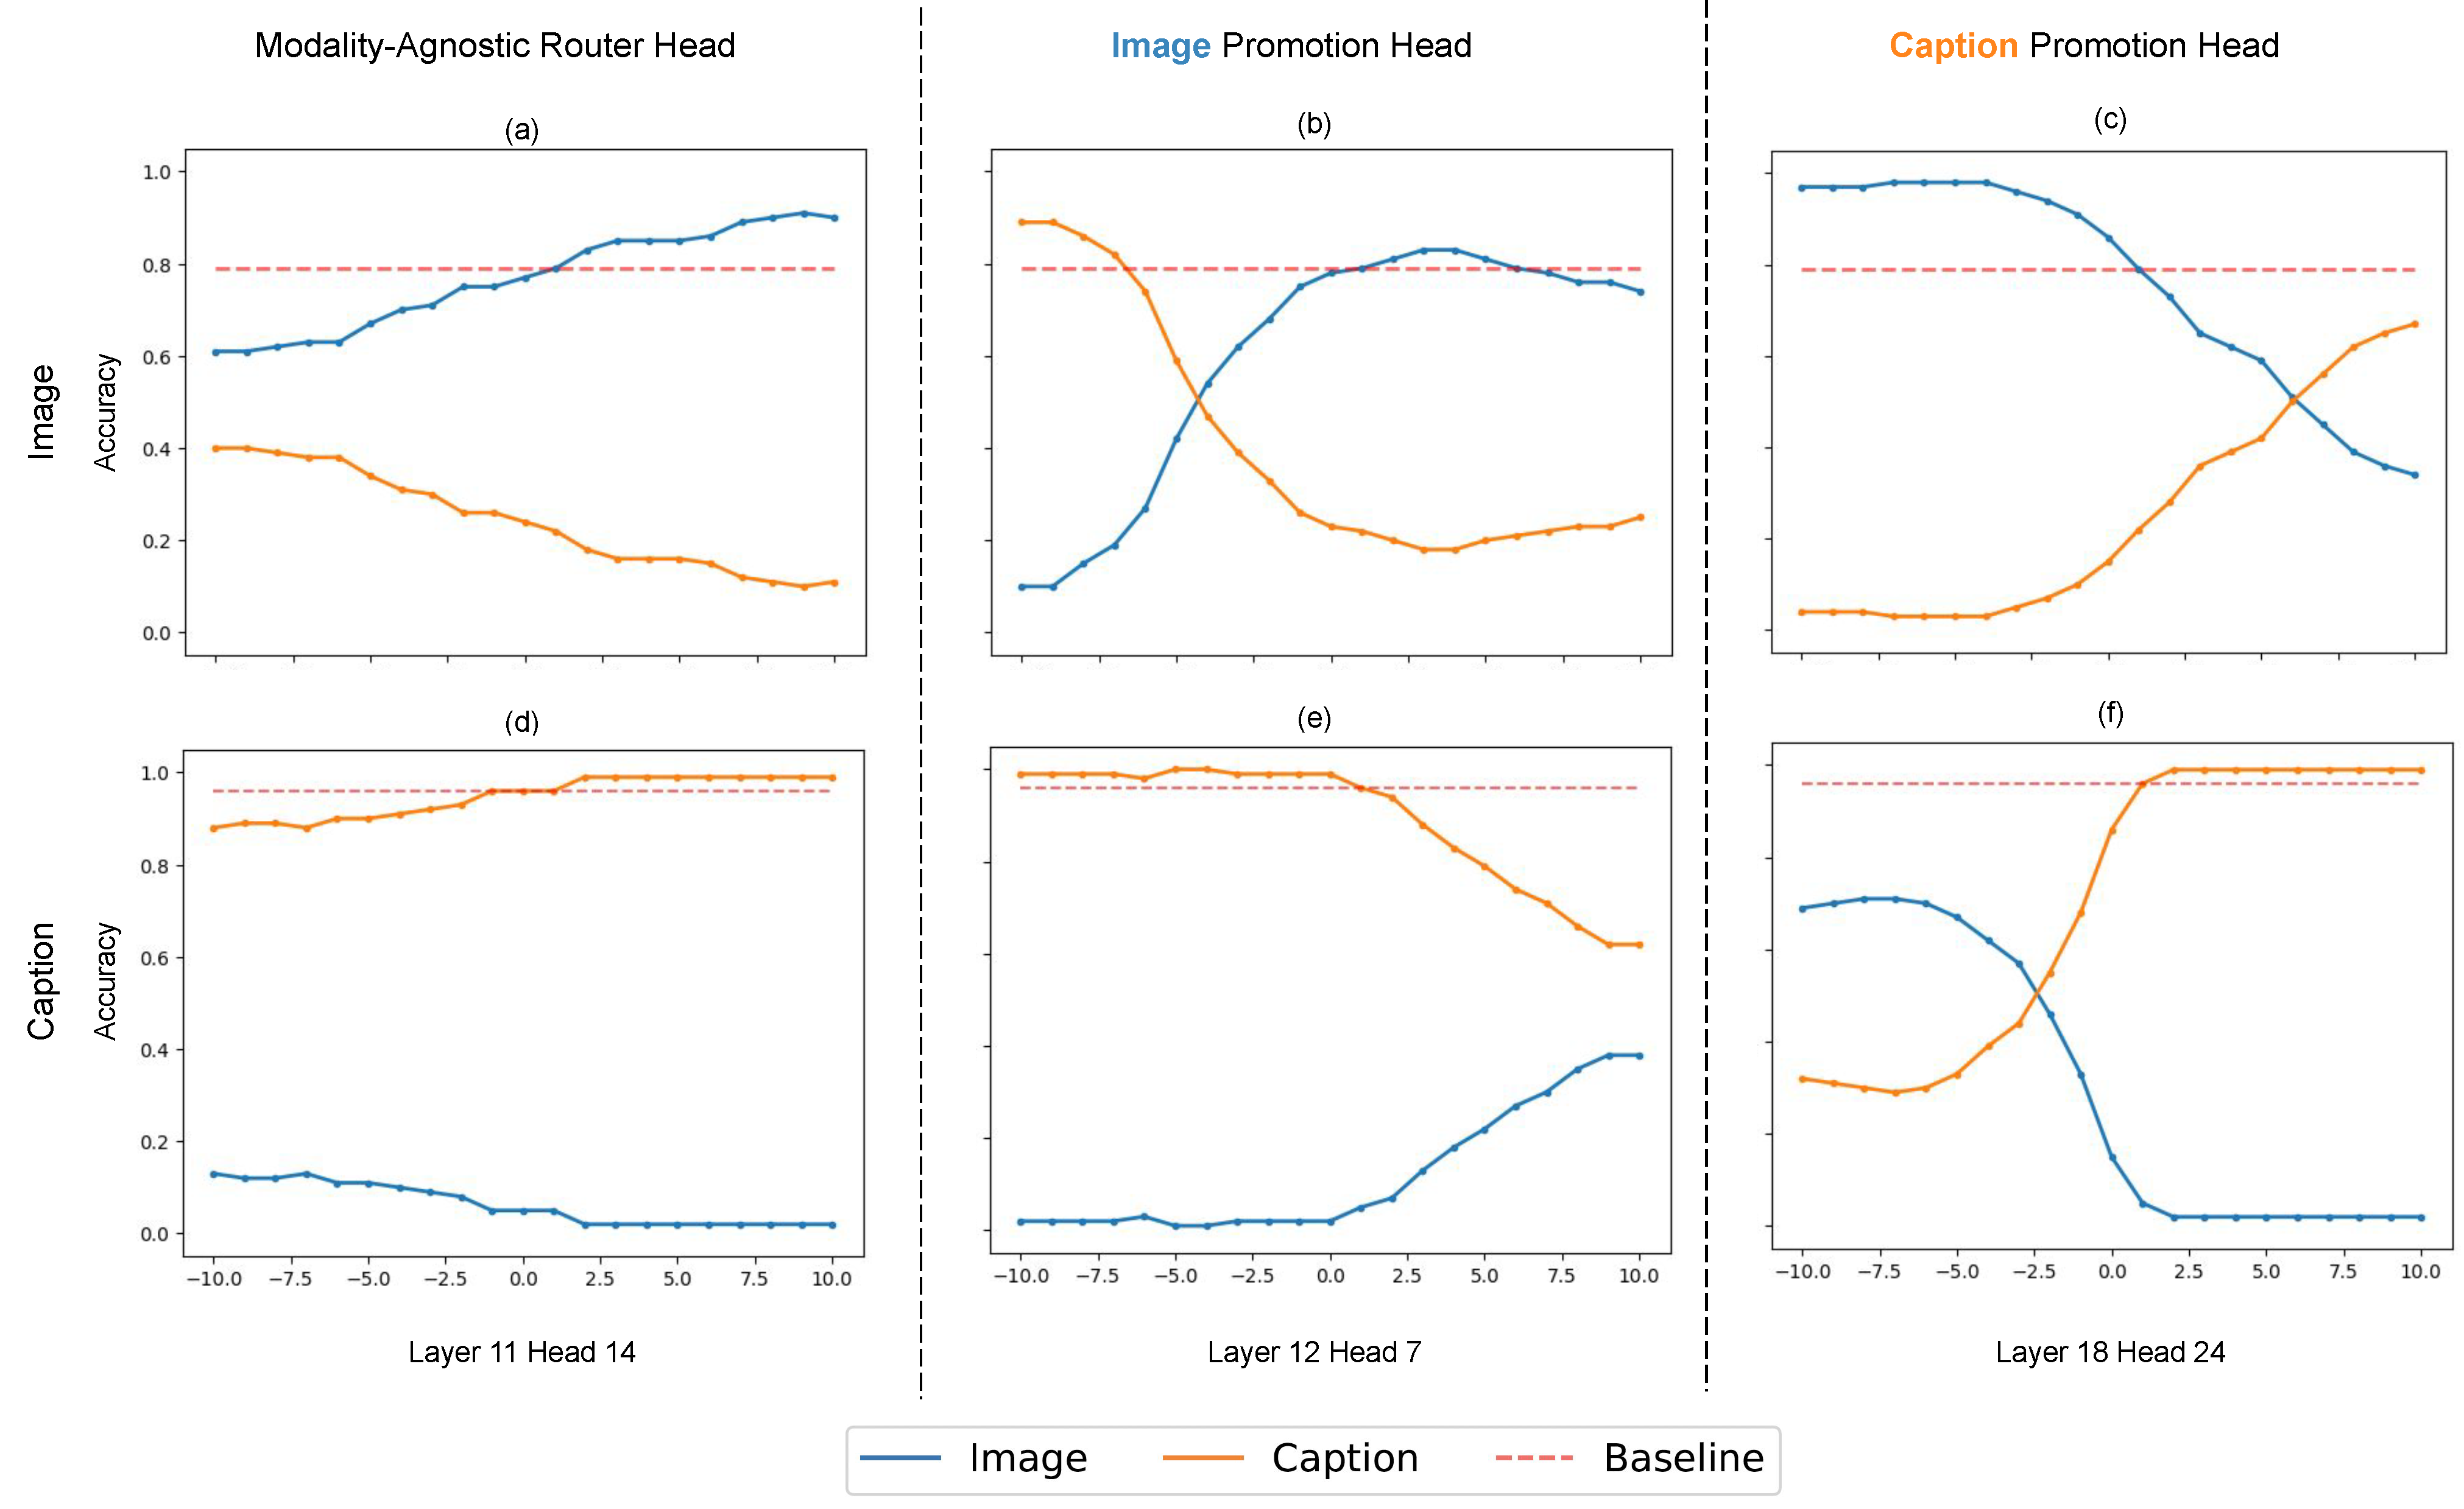 Modality-Agnostic Router Head
Image Promotion Head
Caption Promotion Head
(a)
(b)
(c)
Image
Accuracy
1.0
0.8
0.6
0.4
0.2
0.0
(d)
(e)
(f)
Caption
Accuracy
1.0
0.8
0.6
0.4
0.2
0.0
−10.0 −7.5 −5.0 −2.5 0.0 2.5 5.0 7.5 10.0
−10.0 −7.5 −5.0 −2.5 0.0 2.5 5.0 7.5 10.0
−10.0 −7.5 −5.0 −2.5 0.0 2.5 5.0 7.5 10.0
Layer 11 Head 14
Layer 12 Head 7
Layer 18 Head 24
Image Caption Baseline